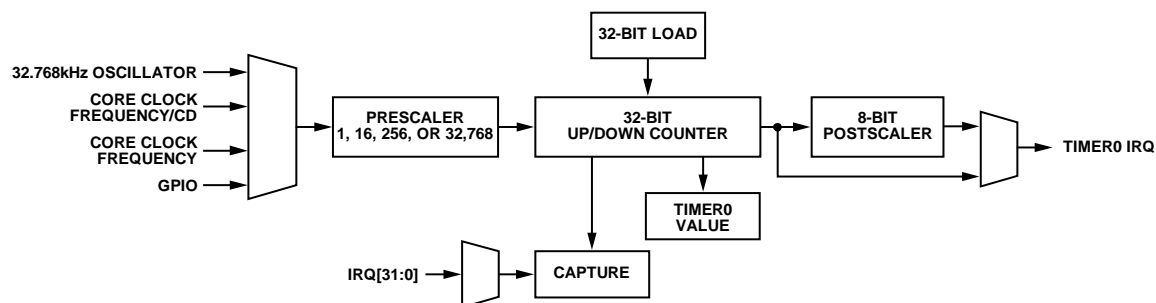 32-BIT LOAD
32.768kHz OSCILLATOR
CORE CLOCK
FREQUENCY/CD
CORE CLOCK
FREQUENCY
GPIO
PRESCALER
1, 16, 256, OR 32,768
32-BIT
UP/DOWN COUNTER
8-BIT
POSTSCALER
TIMER0 IRQ
TIMER0
VALUE
IRQ[31:0]
CAPTURE